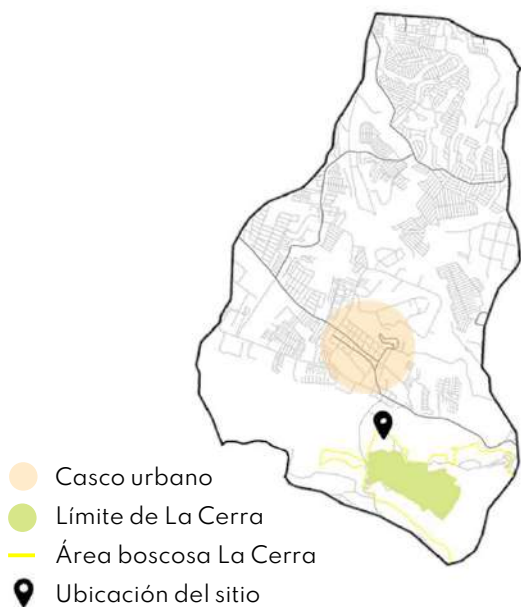 Casco urbano
Límite de La Cerra
Área boscosa La Cerra
Ubicación del sitio